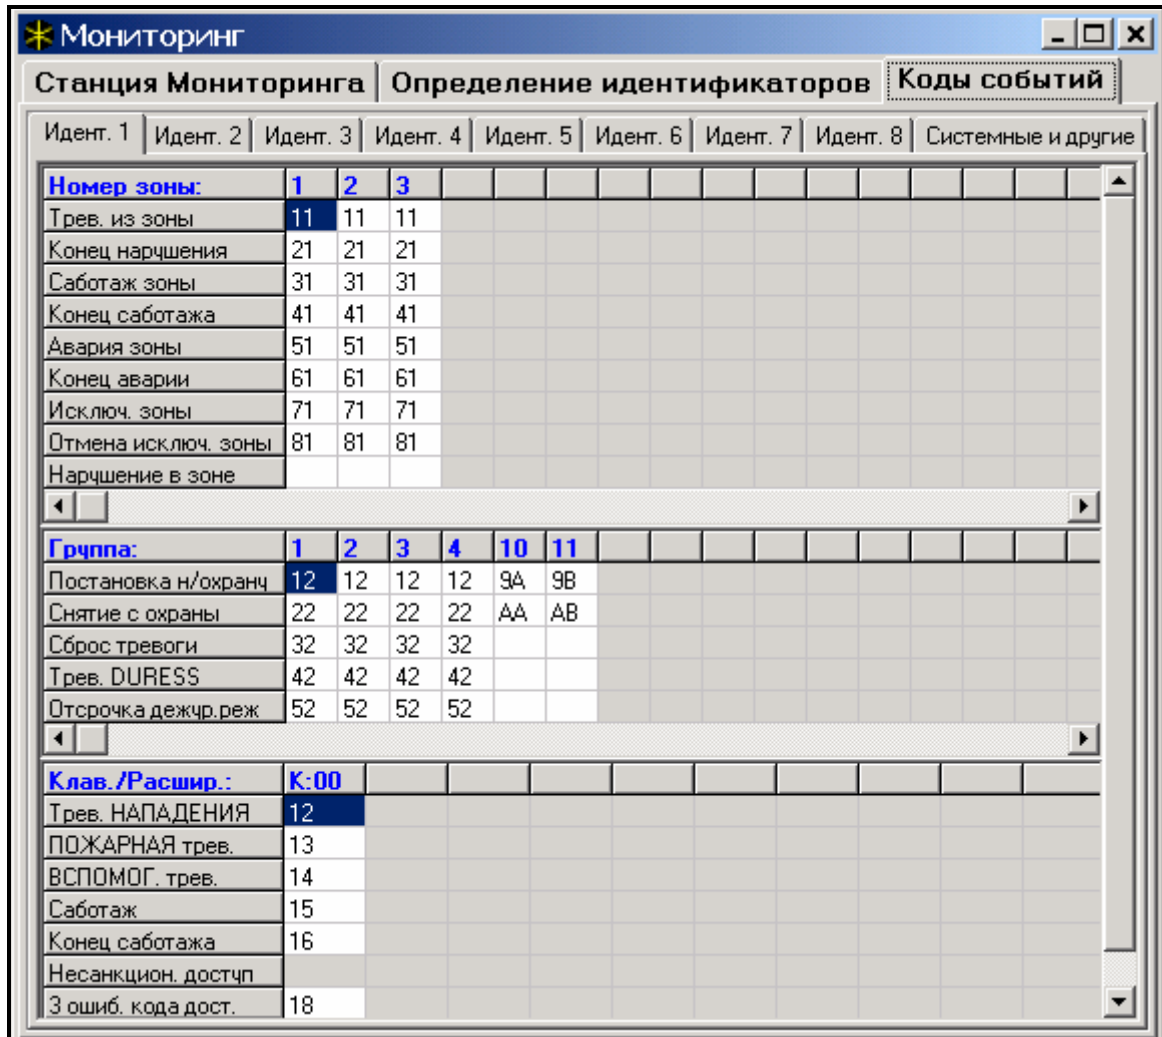 Мониторинг
Станция Мониторинга Определение идентификаторов Коды событий
Идент. 1 Идент. 2 Идент. 3 Идент. 4 Идент. 5 Идент. 6 Идент. 7 Идент. 8 Системные и другие
Номер зоны: 1 2 3
Трев. из зоны 11 11 11
Конец нарушения 21 21 21
Саботаж зоны 31 31 31
Конец саботажа 41 41 41
Авария зоны 51 51 51
Конец аварии 61 61 61
Исключ. зоны 71 71 71
Отмена исключ. зоны 81 81 81
Нарушение в зоне
Группа: 1 2 3 4 10 11
Постановка н/охрану 12 12 12 12 9A 9B
Снятие с охраны 22 22 22 22 AA AB
Сброс тревоги 32 32 32 32
Трев. DURESS 42 42 42 42
Отсрочка дежур.реж 52 52 52 52
Клав./Расшир.: K:00
Трев. НАПАДЕНИЯ 12
ПОЖАРНАЯ трев. 13
ВСПОМОГ. трев. 14
Саботаж 15
Конец саботажа 16
Несанкцион. доступ
3 ошиб. кода дост. 18